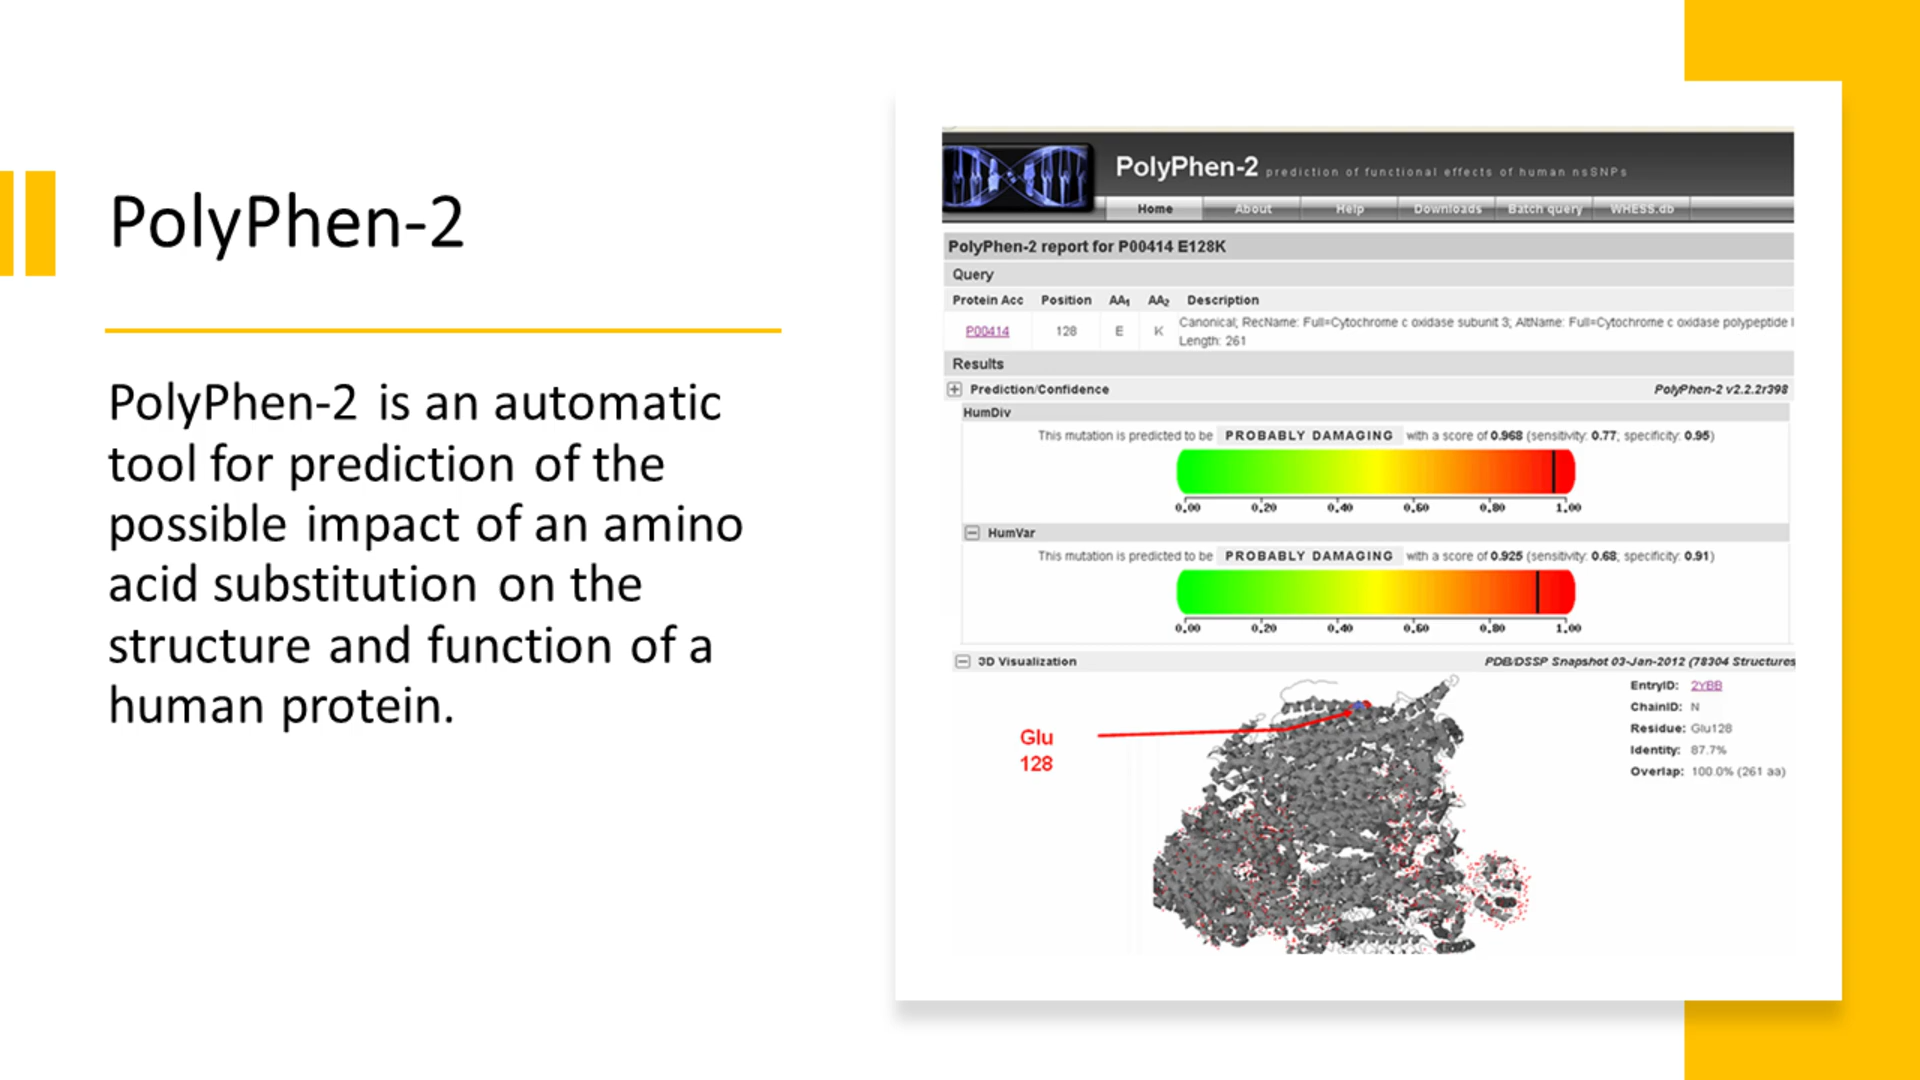 PolyPhen-2
PolyPhen-2 is an automatic
tool for prediction of the
possible impact of an amino
acid substitution on the
structure and function of a
human protein.
PolyPhen-2 prediction of functional effects of human nsSNPs
Home About Help Downloads Batch query WHESS.db
PolyPhen-2 report for P00414 E128K
Query
Protein Acc Position AA1 AA2 Description
P00414 128 E K Canonical; RecName: Full=Cytochrome c oxidase subunit 3; AltName: Full=Cytochrome c oxidase polypeptide I
Length: 261
Results
Prediction/Confidence PolyPhen-2 v2.2.2r398
HumDiv
This mutation is predicted to be PROBABLY DAMAGING with a score of 0.968 (sensitivity: 0.77; specificity: 0.95)
0.00 0.20 0.40 0.60 0.80 1.00
HumVar
This mutation is predicted to be PROBABLY DAMAGING with a score of 0.925 (sensitivity: 0.68; specificity: 0.91)
0.00 0.20 0.40 0.60 0.80 1.00
3D Visualization PDB/DSSP Snapshot 03-Jan-2012 (78304 Structures
EntryID: 2YBB
ChainID: N
Residue: Glu128
Identity: 87.7%
Overlap: 100.0% (261 aa)
Glu
128